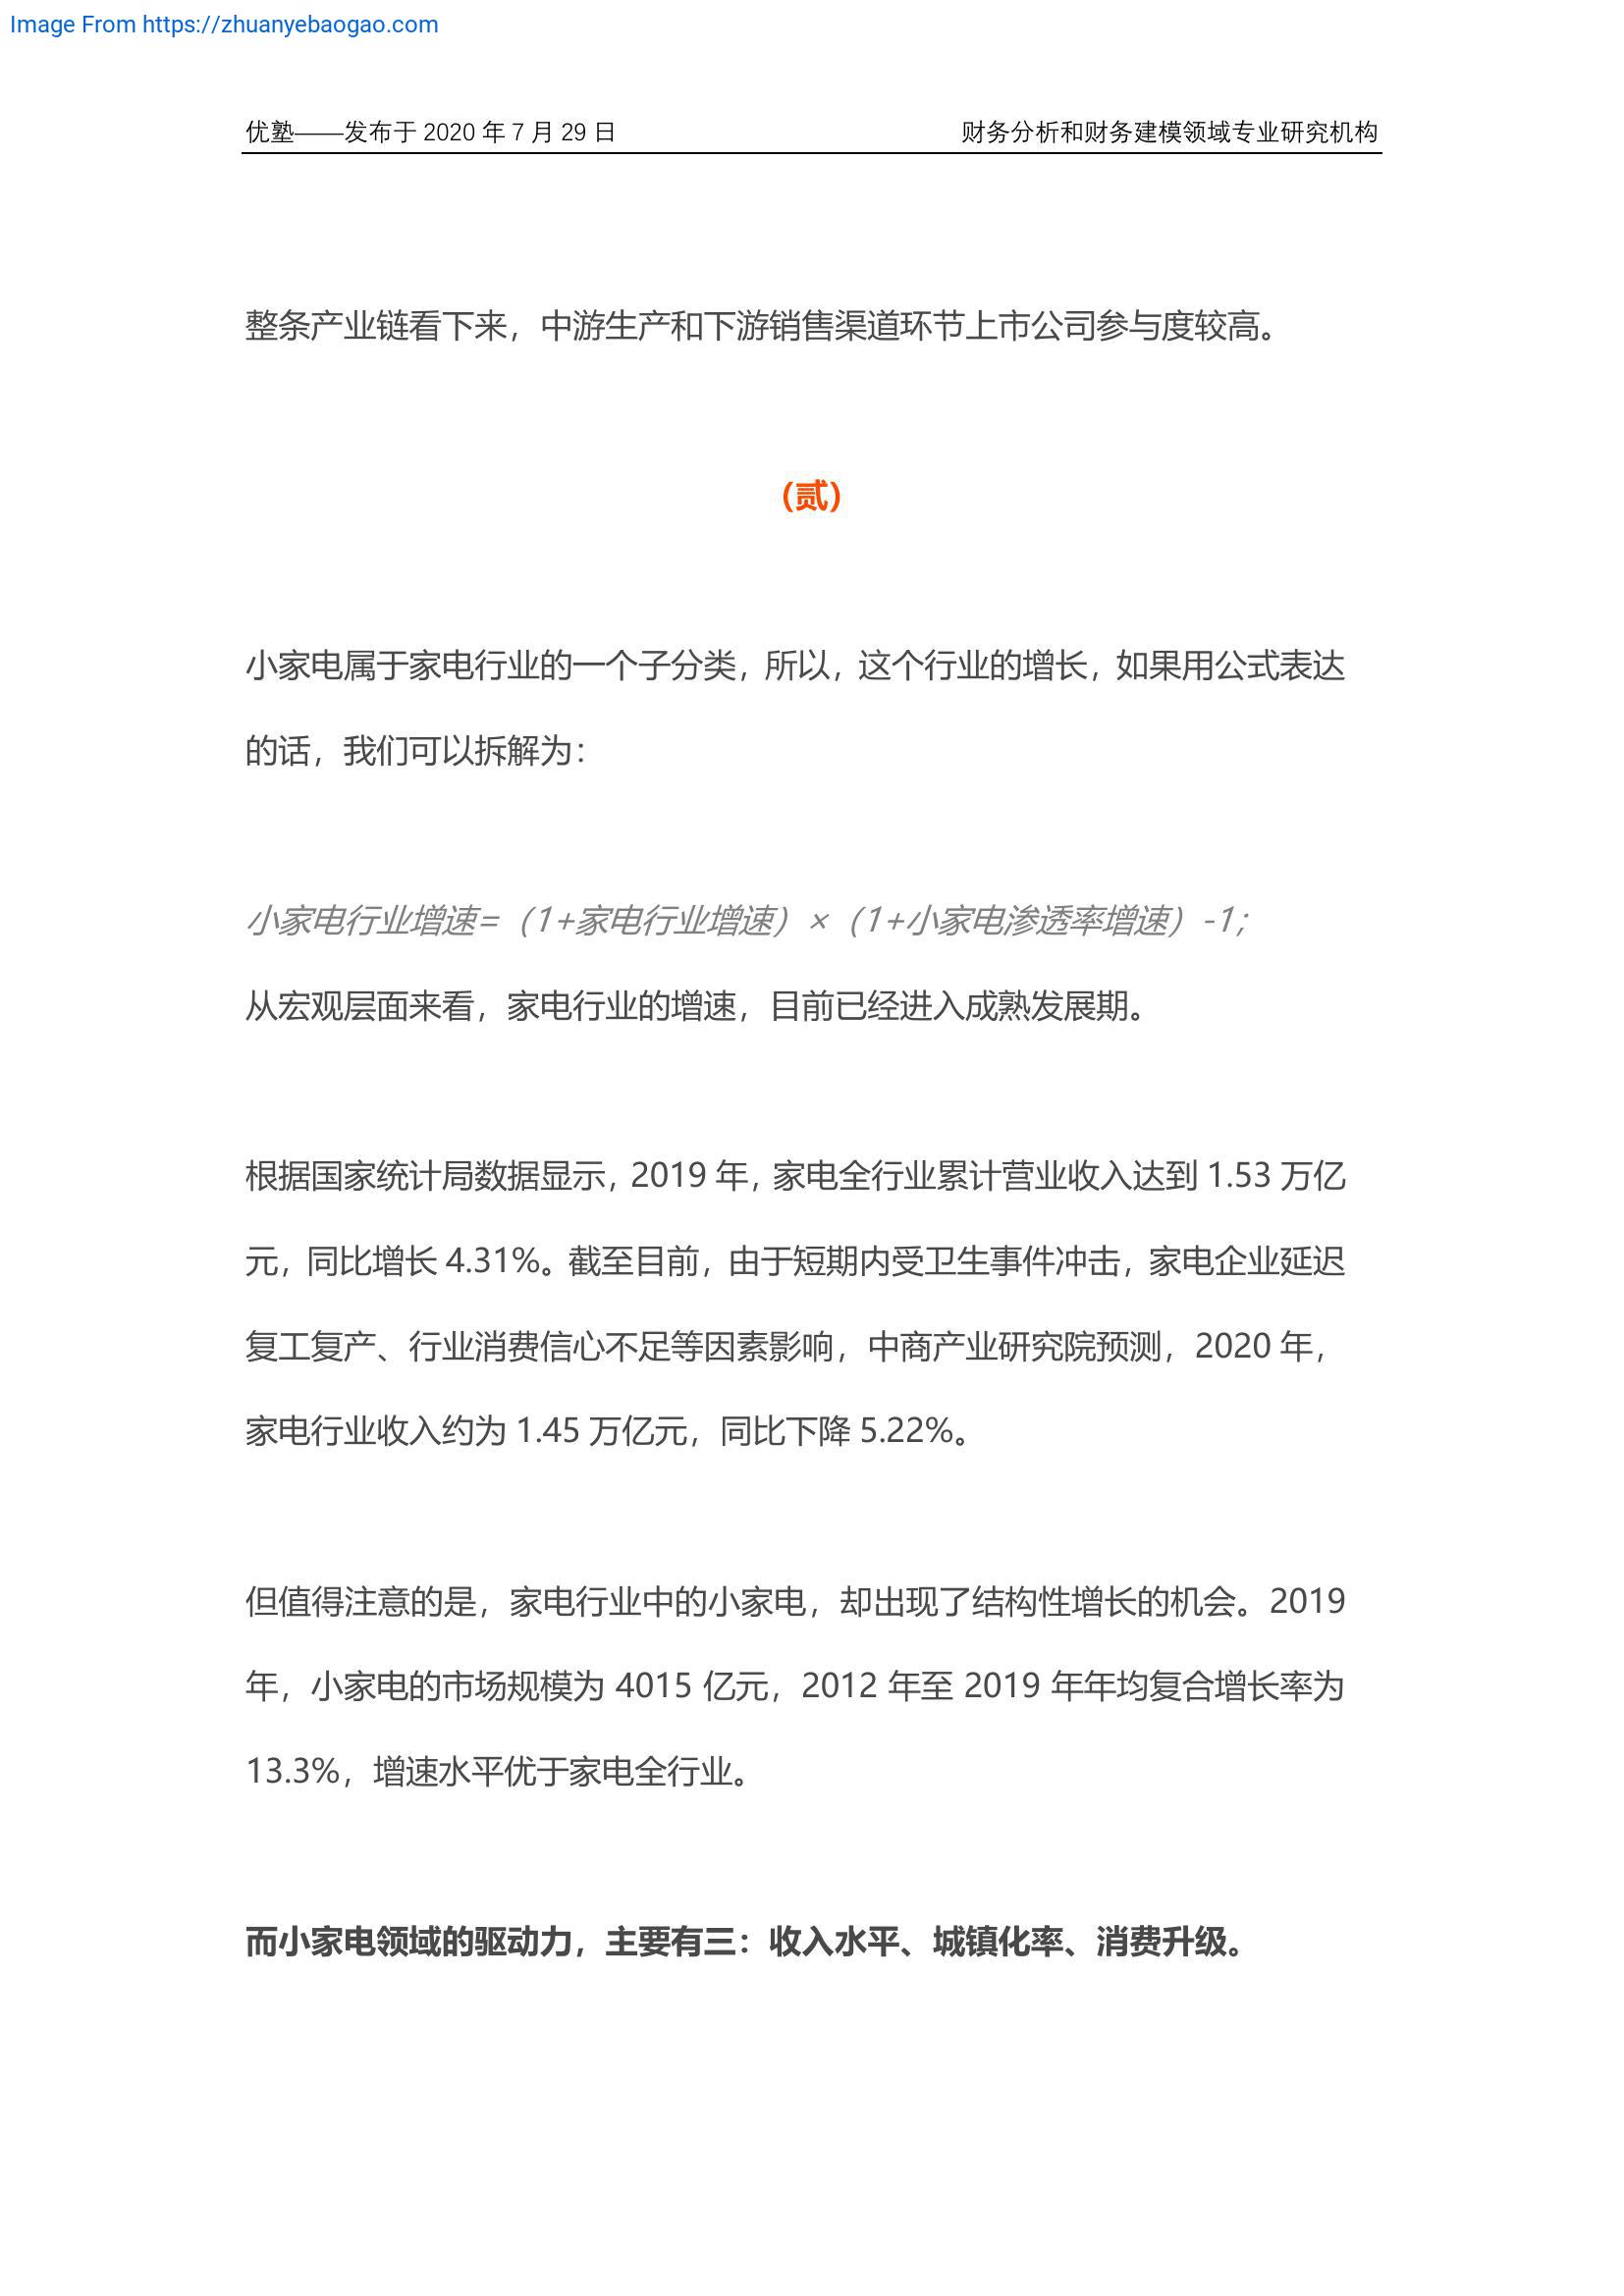 Image From https://zhuanyebaogao.com
优塾——发布于 2020 年 7 月 29 日 财务分析和财务建模领域专业研究机构
整条产业链看下来，中游生产和下游销售渠道环节上市公司参与度较高。
（贰）
小家电属于家电行业的一个子分类，所以，这个行业的增长，如果用公式表达
的话，我们可以拆解为：
小家电行业增速=（1+家电行业增速）×（1+小家电渗透率增速）-1；
从宏观层面来看，家电行业的增速，目前已经进入成熟发展期。
根据国家统计局数据显示，2019 年，家电全行业累计营业收入达到 1.53 万亿
元，同比增长 4.31%。截至目前，由于短期内受卫生事件冲击，家电企业延迟
复工复产、行业消费信心不足等因素影响，中商产业研究院预测，2020 年，
家电行业收入约为 1.45 万亿元，同比下降 5.22%。
但值得注意的是，家电行业中的小家电，却出现了结构性增长的机会。2019
年，小家电的市场规模为 4015 亿元，2012 年至 2019 年年均复合增长率为
13.3%，增速水平优于家电全行业。
而小家电领域的驱动力，主要有三：收入水平、城镇化率、消费升级。